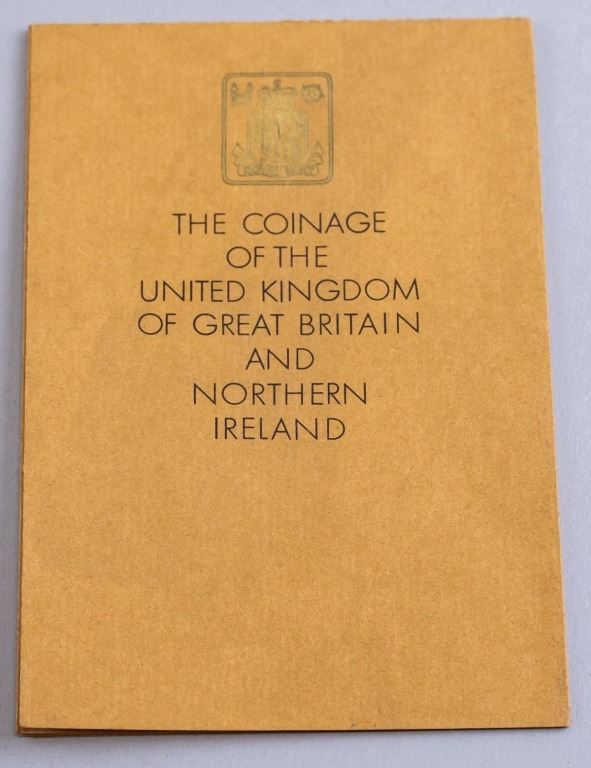 THE COINAGE
OF THE
UNITED KINGDOM
OF GREAT BRITAIN
AND
NORTHERN
IRELAND